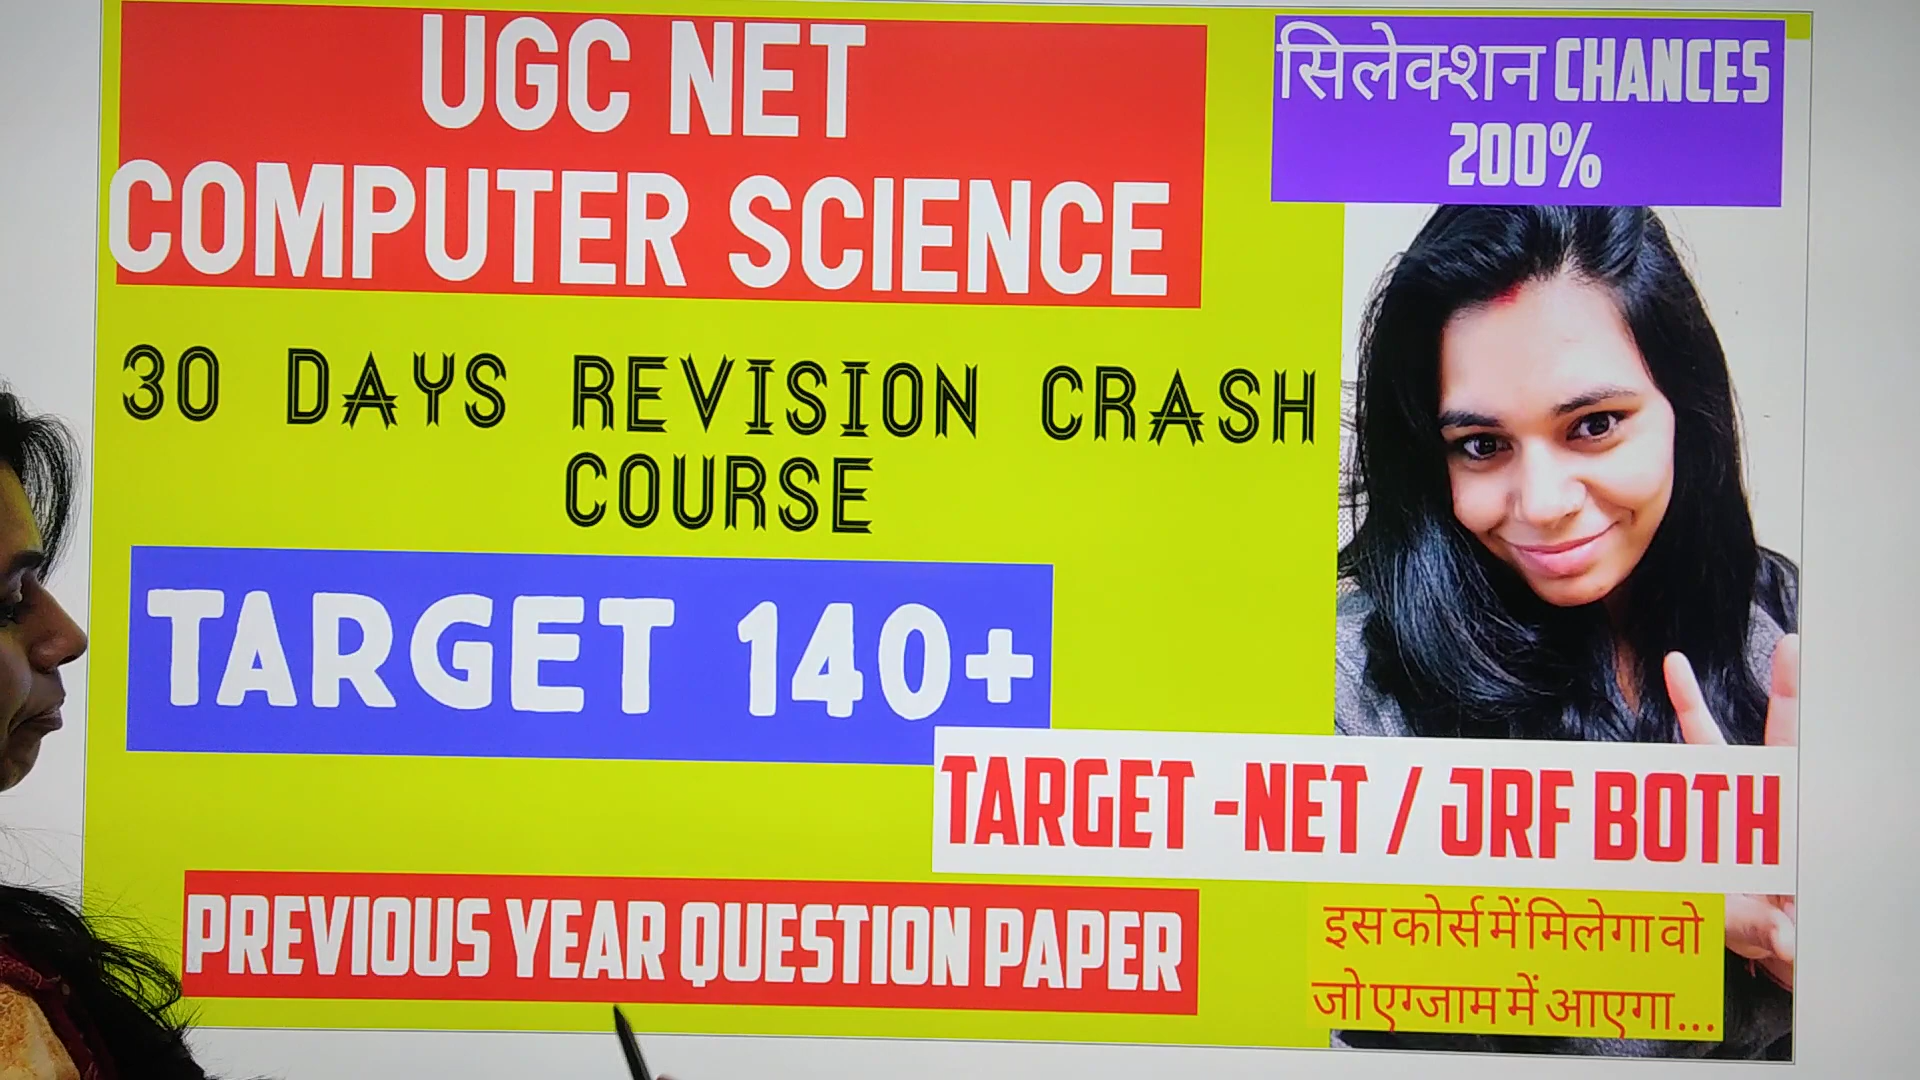 UGC NET
COMPUTER SCIENCE
सिलेक्शन CHANCES
200%
30 DAYS REVISION CRASH
COURSE
TARGET 140+
TARGET -NET / JRF BOTH
PREVIOUS YEAR QUESTION PAPER
इस कोर्स में मिलेगा वो
जो एग्जाम में आएगा...